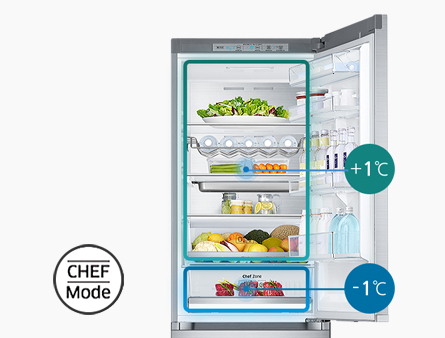 +1℃
Chef Zone
-1℃
CHEF
Mode